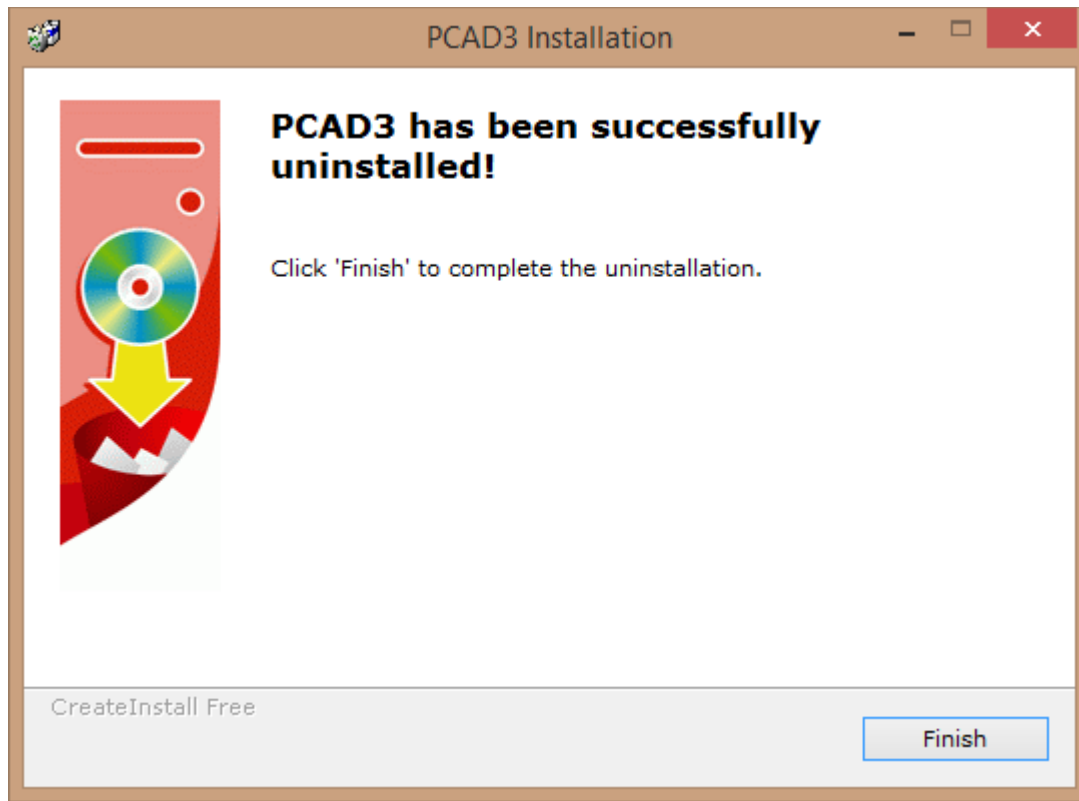 PCAD3 Installation
PCAD3 has been successfully
uninstalled!
Click 'Finish' to complete the uninstallation.
CreateInstall Free
Finish